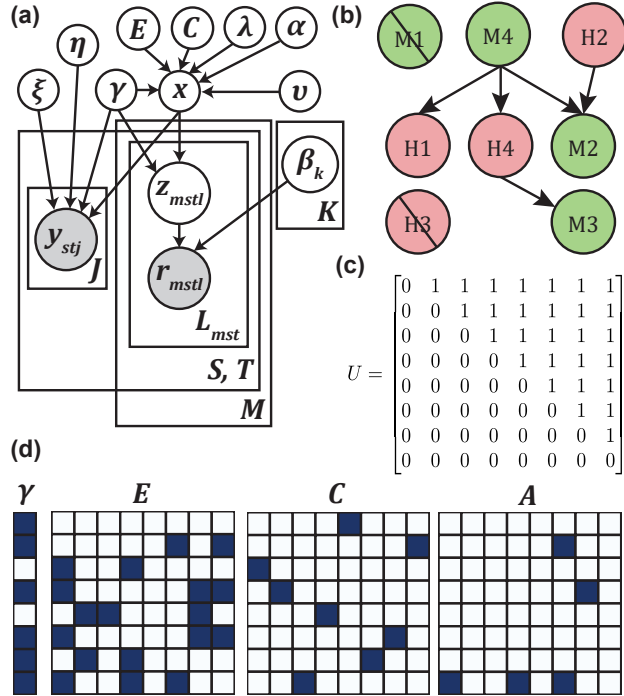 (a)
η
E
C
λ
α
ξ
γ
x
υ
z_mstl
β_k
K
y_stj
J
r_mstl
L_mst
S, T
M
(b)
M1
M4
H2
H1
H4
M2
H3
M3
(c)
U =
0 1 1 1 1 1 1 1
0 0 1 1 1 1 1 1
0 0 0 1 1 1 1 1
0 0 0 0 1 1 1 1
0 0 0 0 0 1 1 1
0 0 0 0 0 0 1 1
0 0 0 0 0 0 0 1
0 0 0 0 0 0 0 0
(d)
γ E C A